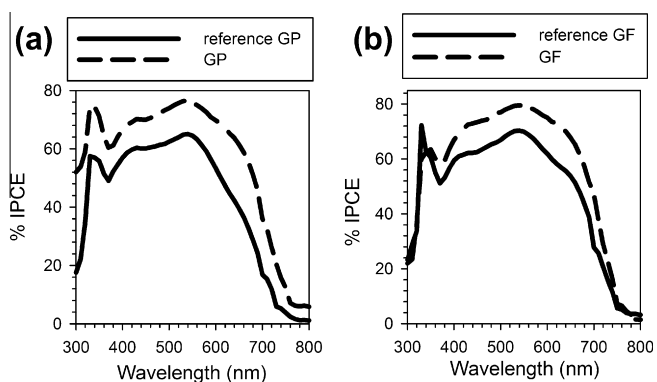 (a)
reference GP
GP
80
60
40
20
0
% IPCE
300 400 500 600 700 800
Wavelength (nm)
(b)
reference GF
GF
80
60
40
20
0
% IPCE
300 400 500 600 700 800
Wavelength (nm)